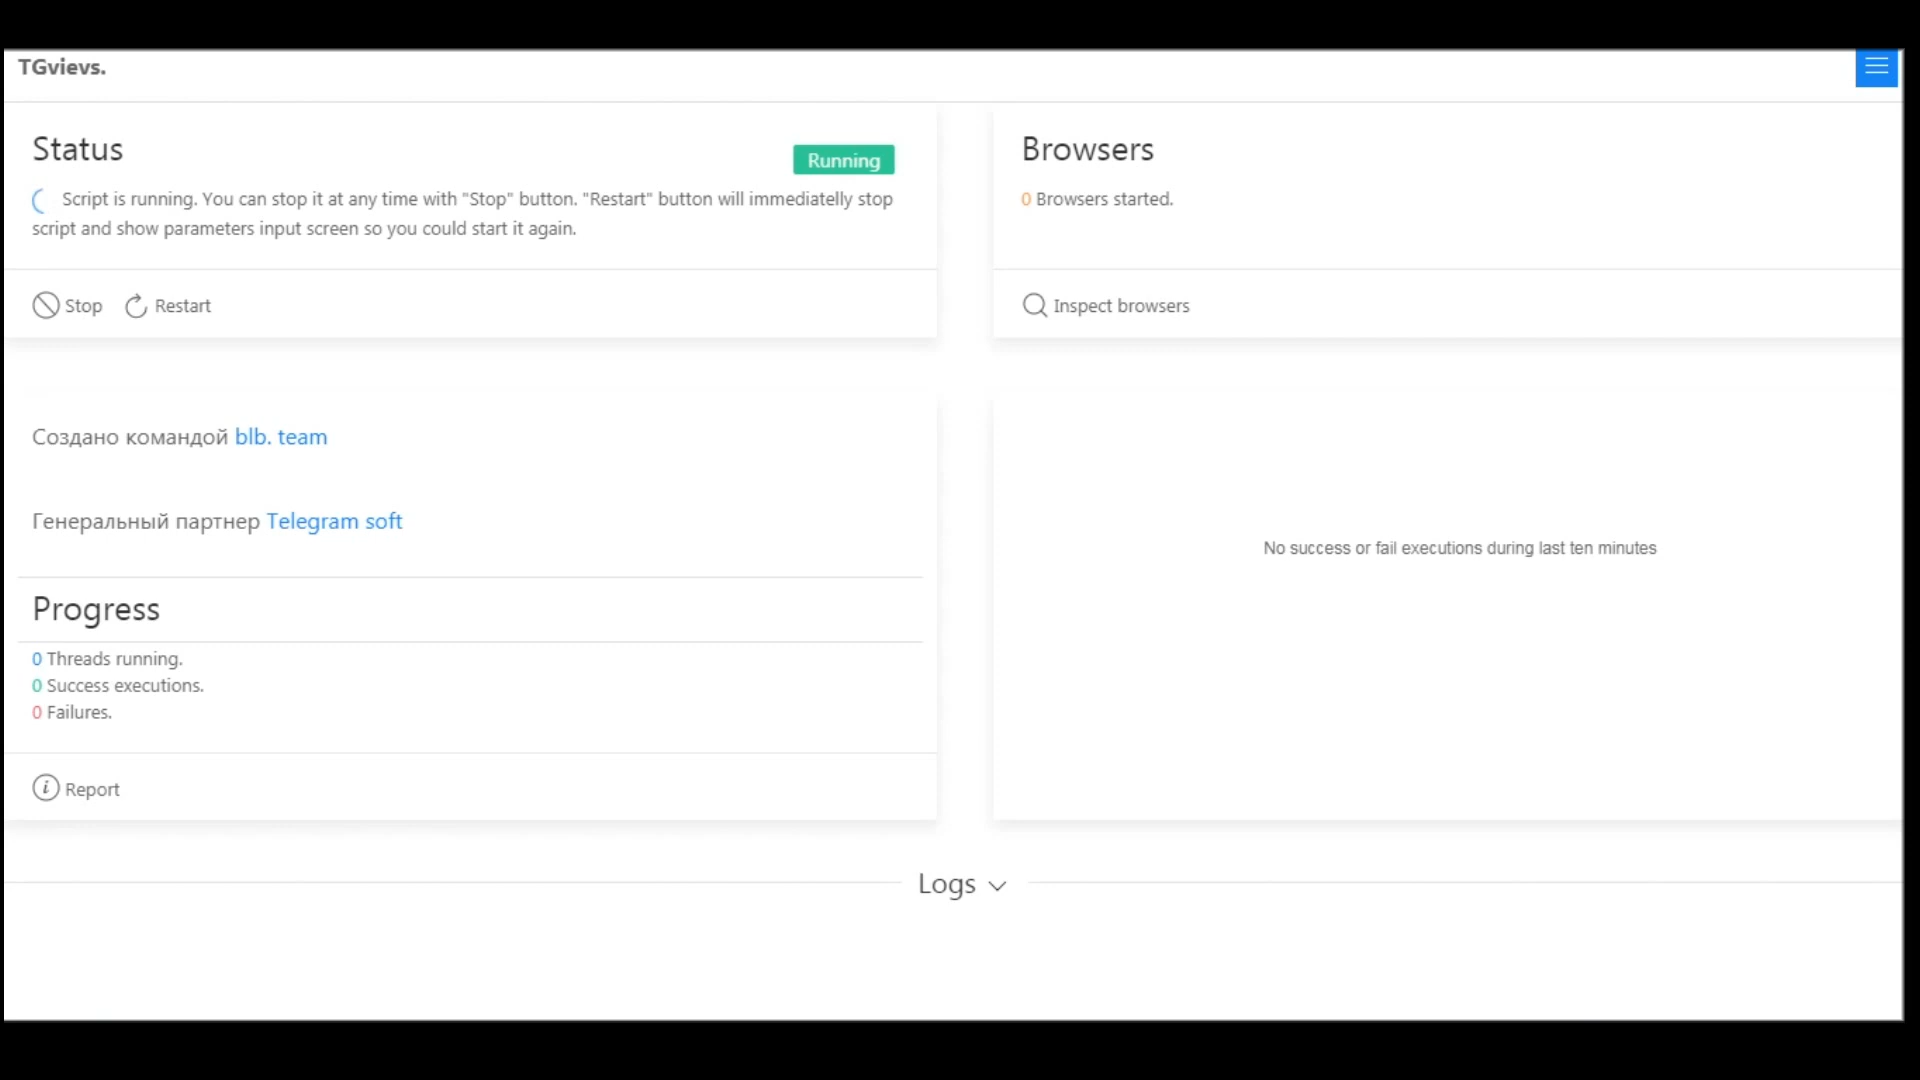 TGvievs.
Status
Running
Script is running. You can stop it at any time with "Stop" button. "Restart" button will immediatelly stop
script and show parameters input screen so you could start it again.
Stop
Restart
Browsers
0 Browsers started.
Inspect browsers
Создано командой blb. team
Генеральный партнер Telegram soft
Progress
0 Threads running.
0 Success executions.
0 Failures.
Report
No success or fail executions during last ten minutes
Logs